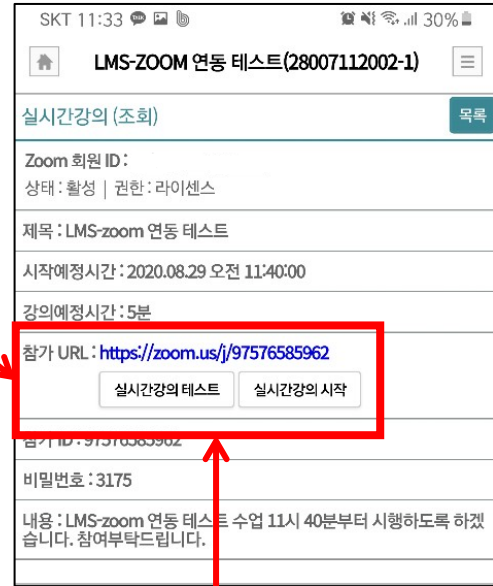 SKT 11:33
30%
LMS-ZOOM 연동 테스트(28007112002-1)
실시간강의 (조회)
목록
Zoom 회원 ID :
상태 : 활성 | 권한 : 라이센스
제목 : LMS-zoom 연동 테스트
시작예정시간 : 2020.08.29 오전 11:40:00
강의예정시간 : 5분
참가 URL : https://zoom.us/j/97576585962
실시간강의 테스트
실시간강의 시작
참가 ID : 97576585962
비밀번호 : 3175
내용 : LMS-zoom 연동 테스트 수업 11시 40분부터 시행하도록 하겠
습니다. 참여부탁드립니다.